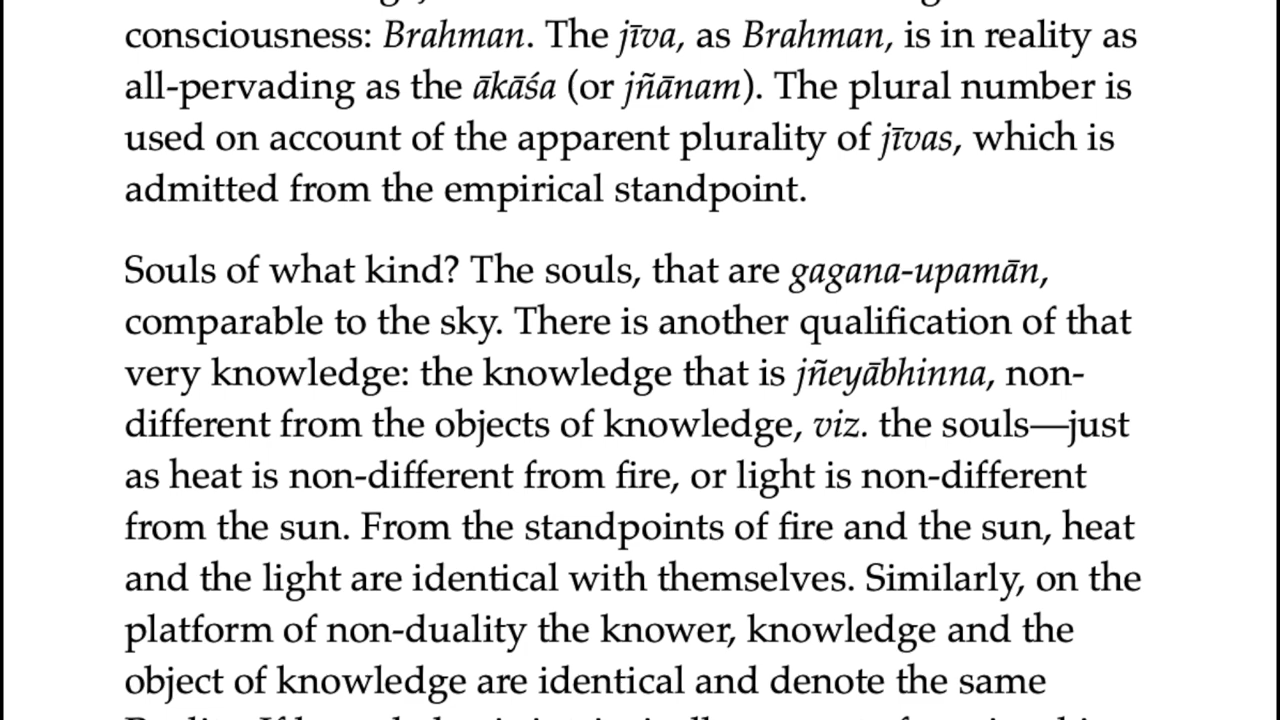 consciousness: Brahman. The jīva, as Brahman, is in reality as
all-pervading as the ākāśa (or jñānam). The plural number is
used on account of the apparent plurality of jīvas, which is
admitted from the empirical standpoint.
Souls of what kind? The souls, that are gagana-upamān,
comparable to the sky. There is another qualification of that
very knowledge: the knowledge that is jñeyābhinna, non-
different from the objects of knowledge, viz. the souls—just
as heat is non-different from fire, or light is non-different
from the sun. From the standpoints of fire and the sun, heat
and the light are identical with themselves. Similarly, on the
platform of non-duality the knower, knowledge and the
object of knowledge are identical and denote the same